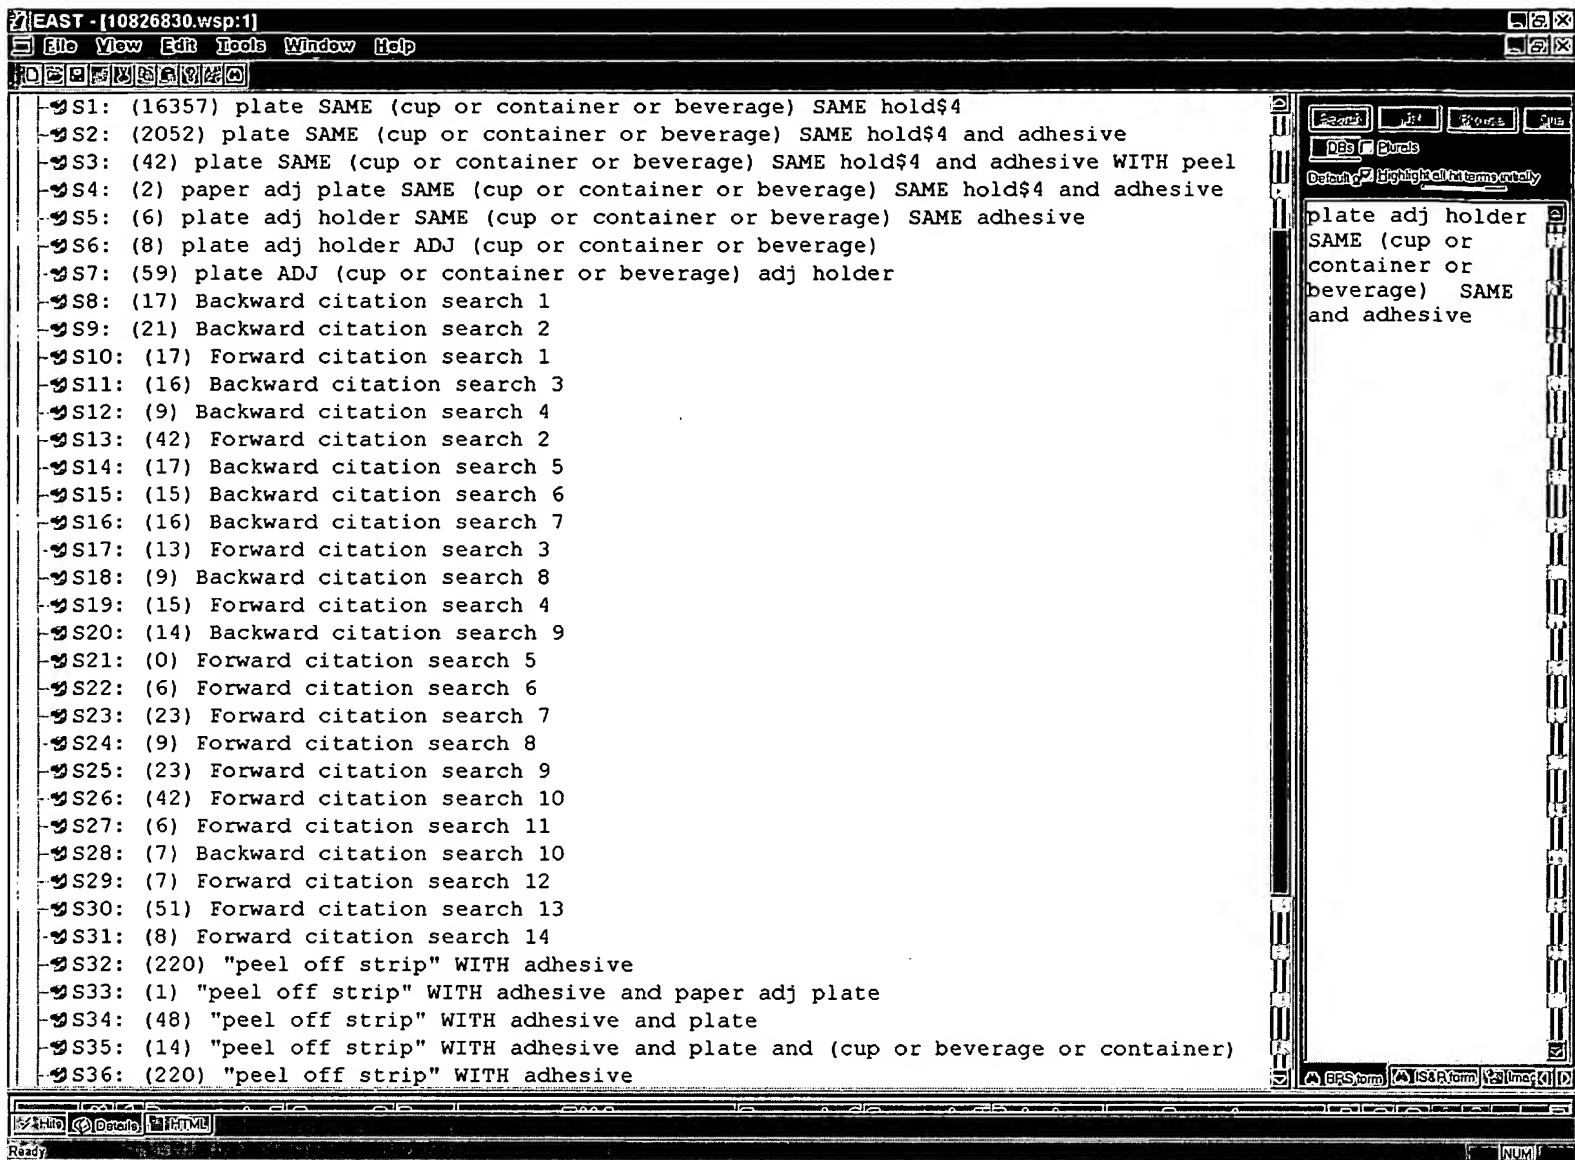 EAST - [10826830.wsp:1]
File View Edit Tools Window Help
S1: (16357) plate SAME (cup or container or beverage) SAME hold$4
S2: (2052) plate SAME (cup or container or beverage) SAME hold$4 and adhesive
S3: (42) plate SAME (cup or container or beverage) SAME hold$4 and adhesive WITH peel
S4: (2) paper adj plate SAME (cup or container or beverage) SAME hold$4 and adhesive
S5: (6) plate adj holder SAME (cup or container or beverage) SAME adhesive
S6: (8) plate adj holder ADJ (cup or container or beverage)
S7: (59) plate ADJ (cup or container or beverage) adj holder
S8: (17) Backward citation search 1
S9: (21) Backward citation search 2
S10: (17) Forward citation search 1
S11: (16) Backward citation search 3
S12: (9) Backward citation search 4
S13: (42) Forward citation search 2
S14: (17) Backward citation search 5
S15: (15) Backward citation search 6
S16: (16) Backward citation search 7
S17: (13) Forward citation search 3
S18: (9) Backward citation search 8
S19: (15) Forward citation search 4
S20: (14) Backward citation search 9
S21: (0) Forward citation search 5
S22: (6) Forward citation search 6
S23: (23) Forward citation search 7
S24: (9) Forward citation search 8
S25: (23) Forward citation search 9
S26: (42) Forward citation search 10
S27: (6) Forward citation search 11
S28: (7) Backward citation search 10
S29: (7) Forward citation search 12
S30: (51) Forward citation search 13
S31: (8) Forward citation search 14
S32: (220) "peel off strip" WITH adhesive
S33: (1) "peel off strip" WITH adhesive and paper adj plate
S34: (48) "peel off strip" WITH adhesive and plate
S35: (14) "peel off strip" WITH adhesive and plate and (cup or beverage or container)
S36: (220) "peel off strip" WITH adhesive
Search List Browse
DBs Plurals
Default Highlight all hit terms initially
plate adj holder
SAME (cup or
container or
beverage) SAME
and adhesive
BRS form IS&R form Imag
Hits Details HTML
Ready NUM